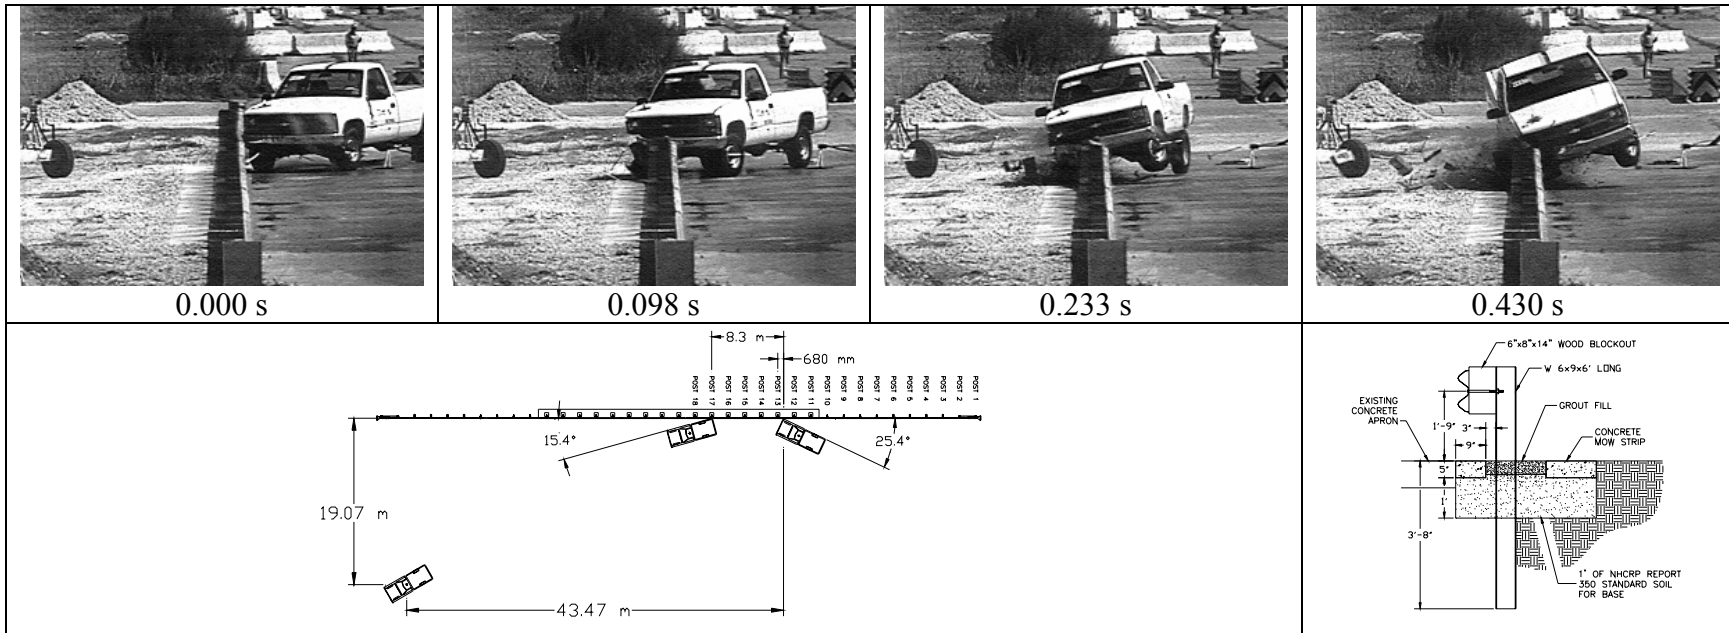 0.000 s
0.098 s
0.233 s
0.430 s
8.3 m
680 mm
POST 18
POST 17
POST 16
POST 15
POST 14
POST 13
POST 12
POST 11
POST 10
POST 9
POST 8
POST 7
POST 6
POST 5
POST 4
POST 3
POST 2
POST 1
15.4°
25.4°
19.07 m
43.47 m
6"x8"x14" WOOD BLOCKOUT
W 6x9x6' LONG
EXISTING
CONCRETE
APRON
GROUT FILL
1'-9"
3"
9"
CONCRETE
MOW STRIP
5"
1'
3'-8"
1" OF NHCRP REPORT
350 STANDARD SOIL
FOR BASE